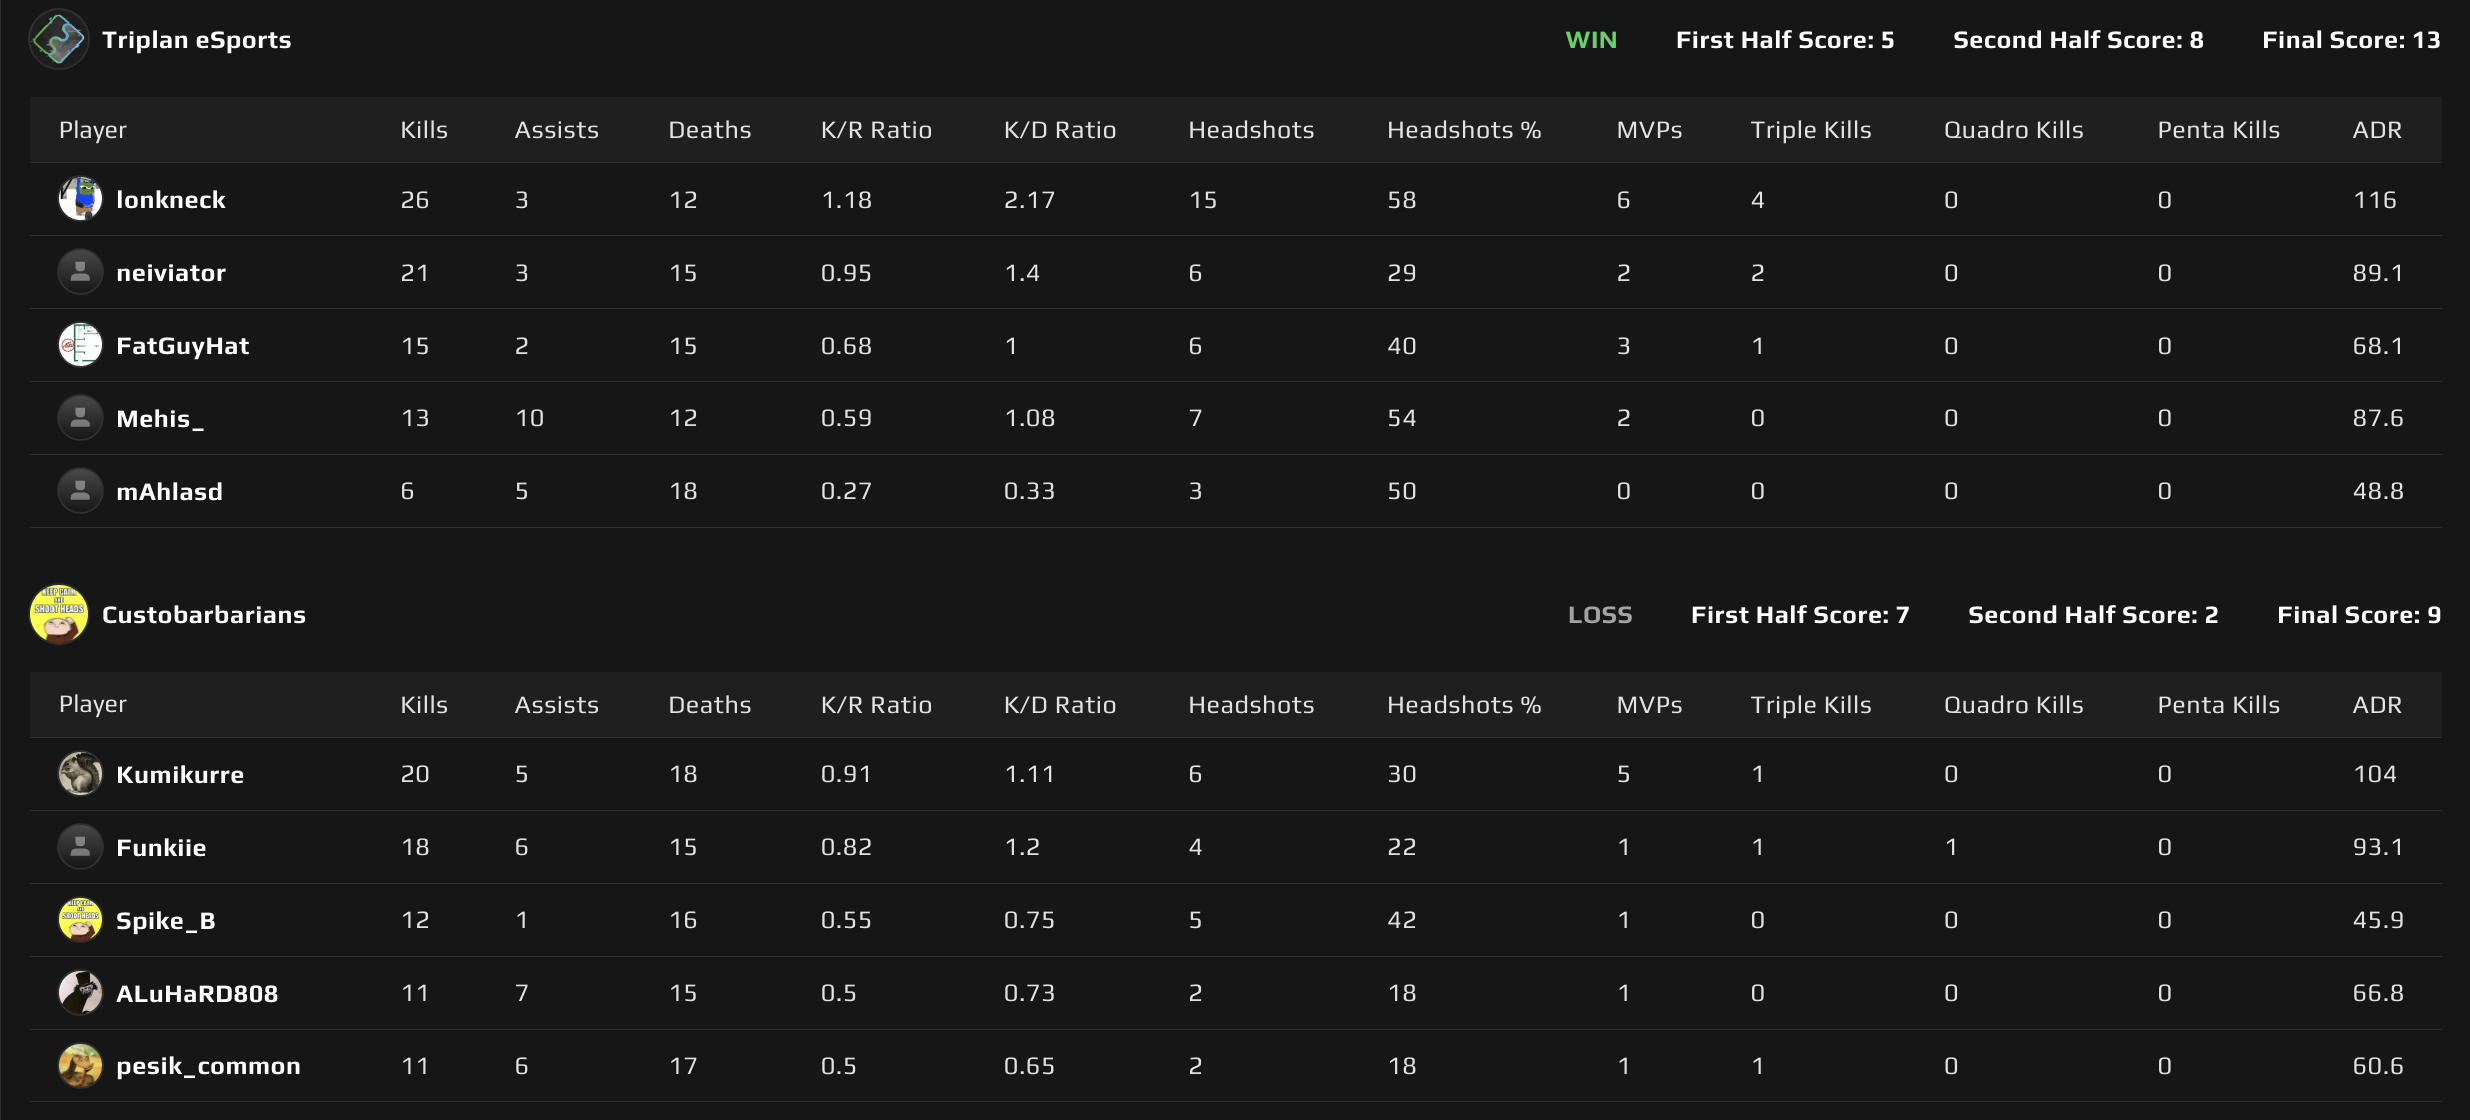 Triplan eSports WIN First Half Score: 5 Second Half Score: 8 Final Score: 13
Player Kills Assists Deaths K/R Ratio K/D Ratio Headshots Headshots % MVPs Triple Kills Quadro Kills Penta Kills ADR
lonkneck 26 3 12 1.18 2.17 15 58 6 4 0 0 116
neiviator 21 3 15 0.95 1.4 6 29 2 2 0 0 89.1
FatGuyHat 15 2 15 0.68 1 6 40 3 1 0 0 68.1
Mehis_ 13 10 12 0.59 1.08 7 54 2 0 0 0 87.6
mAhlasd 6 5 18 0.27 0.33 3 50 0 0 0 0 48.8
KEEP CALM
AND
SHOOT HEADS
Custobarbarians LOSS First Half Score: 7 Second Half Score: 2 Final Score: 9
Player Kills Assists Deaths K/R Ratio K/D Ratio Headshots Headshots % MVPs Triple Kills Quadro Kills Penta Kills ADR
Kumikurre 20 5 18 0.91 1.11 6 30 5 1 0 0 104
Funkiie 18 6 15 0.82 1.2 4 22 1 1 1 0 93.1
Spike_B 12 1 16 0.55 0.75 5 42 1 0 0 0 45.9
ALuHaRD808 11 7 15 0.5 0.73 2 18 1 0 0 0 66.8
pesik_common 11 6 17 0.5 0.65 2 18 1 1 0 0 60.6